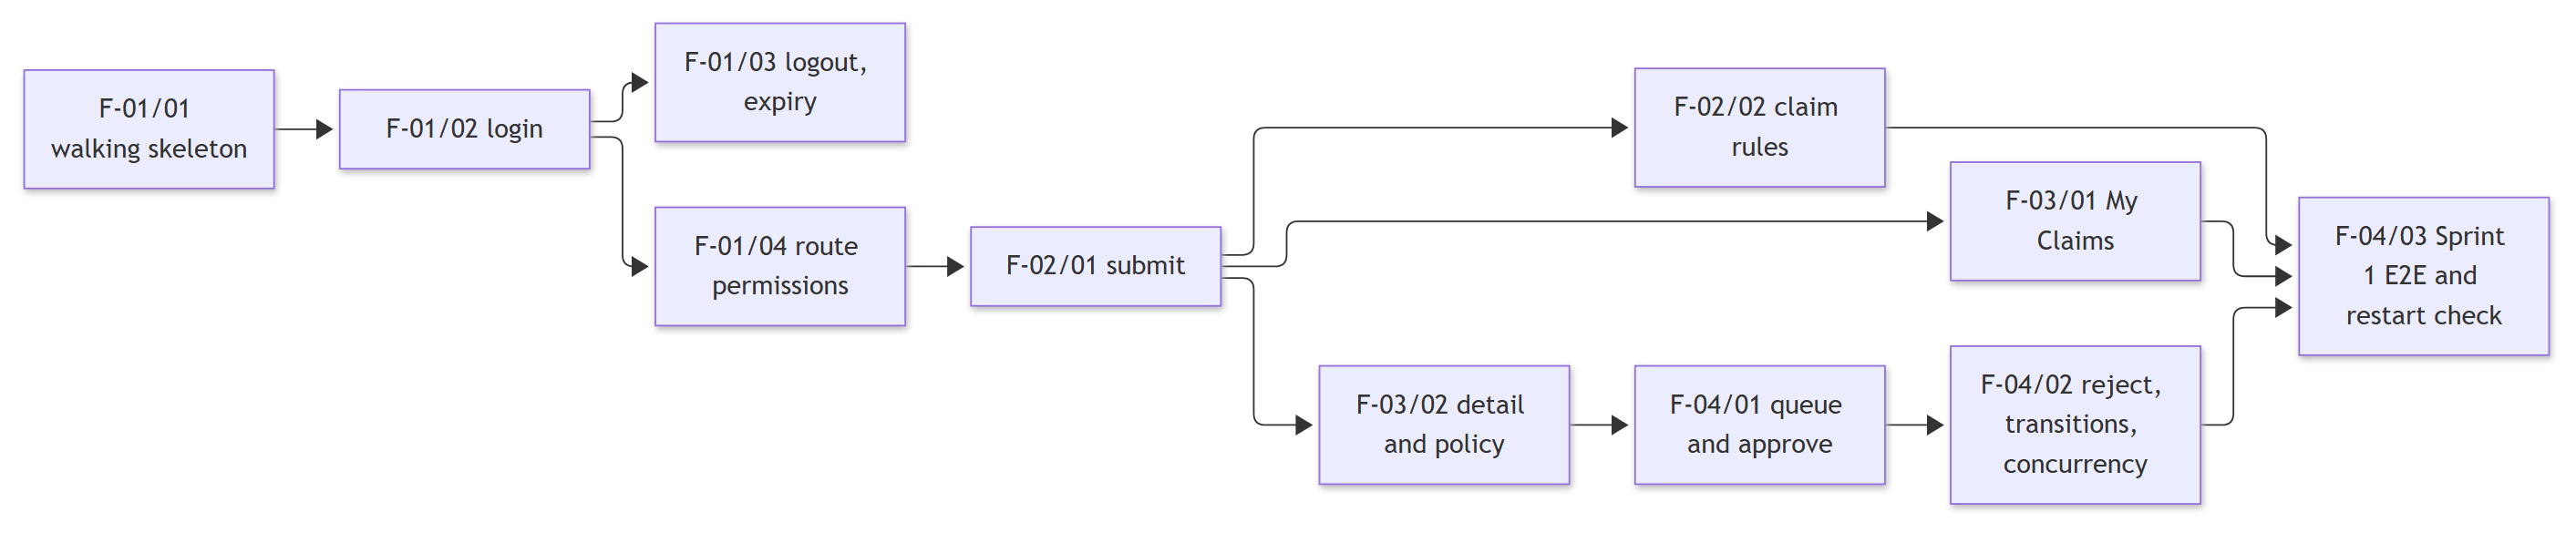 F-01/01
walking skeleton
F-01/02 login
F-01/03 logout,
expiry
F-01/04 route
permissions
F-02/01 submit
F-02/02 claim
rules
F-03/01 My
Claims
F-03/02 detail
and policy
F-04/01 queue
and approve
F-04/02 reject,
transitions,
concurrency
F-04/03 Sprint
1 E2E and
restart check